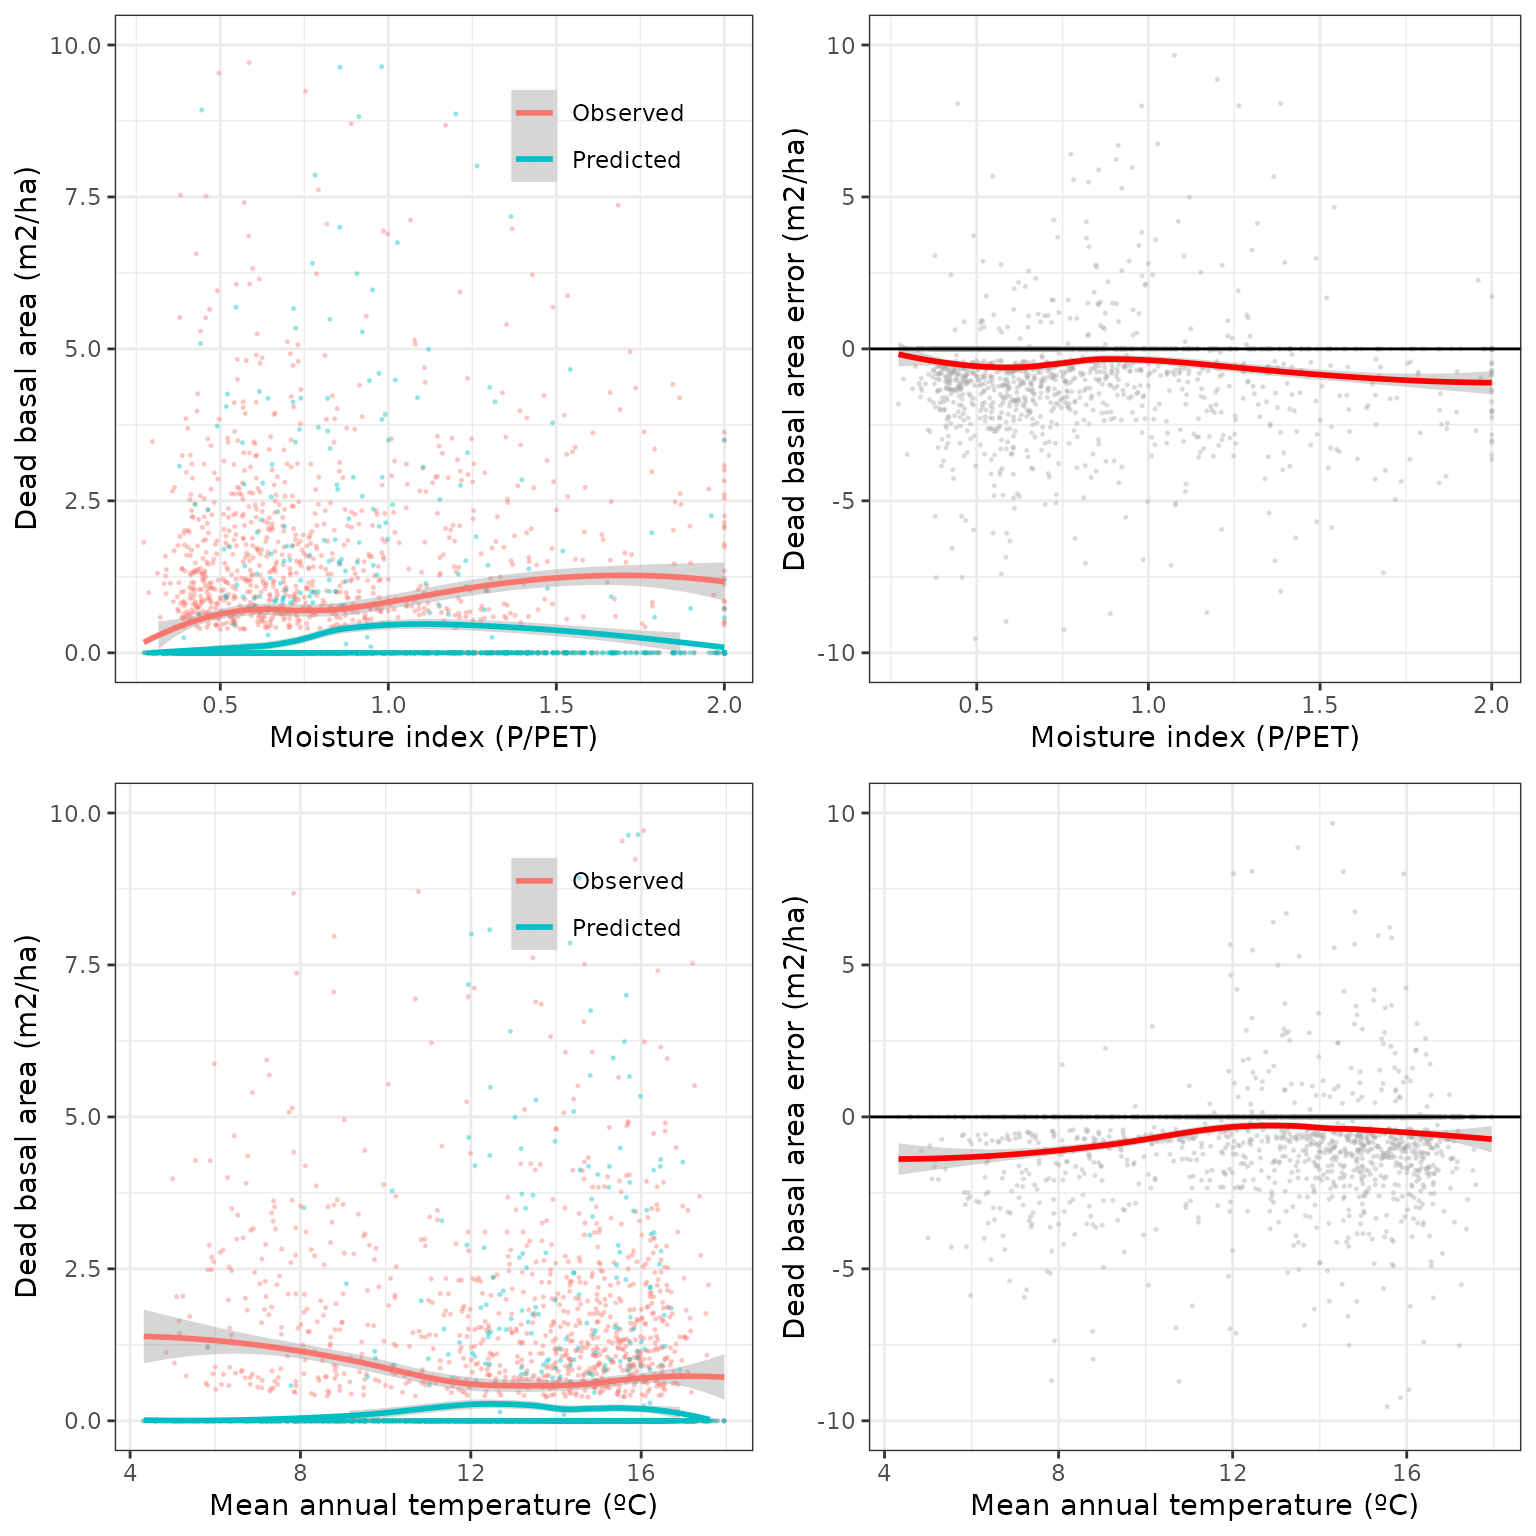 10.0
7.5
5.0
2.5
0.0
Dead basal area (m2/ha)
Observed
Predicted
0.5 1.0 1.5 2.0
Moisture index (P/PET)
10
5
0
-5
-10
Dead basal area error (m2/ha)
0.5 1.0 1.5 2.0
Moisture index (P/PET)
10.0
7.5
5.0
2.5
0.0
Dead basal area (m2/ha)
Observed
Predicted
4 8 12 16
Mean annual temperature (ºC)
10
5
0
-5
-10
Dead basal area error (m2/ha)
4 8 12 16
Mean annual temperature (ºC)